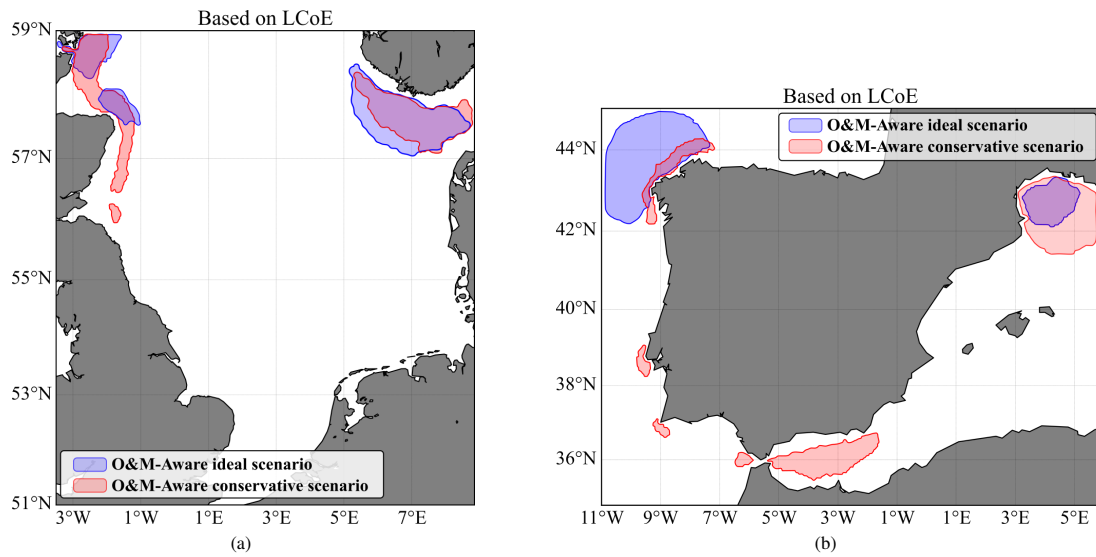 Based on LCoE
59°N
57°N
55°N
53°N
51°N
O&M-Aware ideal scenario
O&M-Aware conservative scenario
3°W 1°W 1°E 3°E 5°E 7°E
(a)
Based on LCoE
O&M-Aware ideal scenario
O&M-Aware conservative scenario
44°N
42°N
40°N
38°N
36°N
11°W 9°W 7°W 5°W 3°W 1°W 1°E 3°E 5°E
(b)